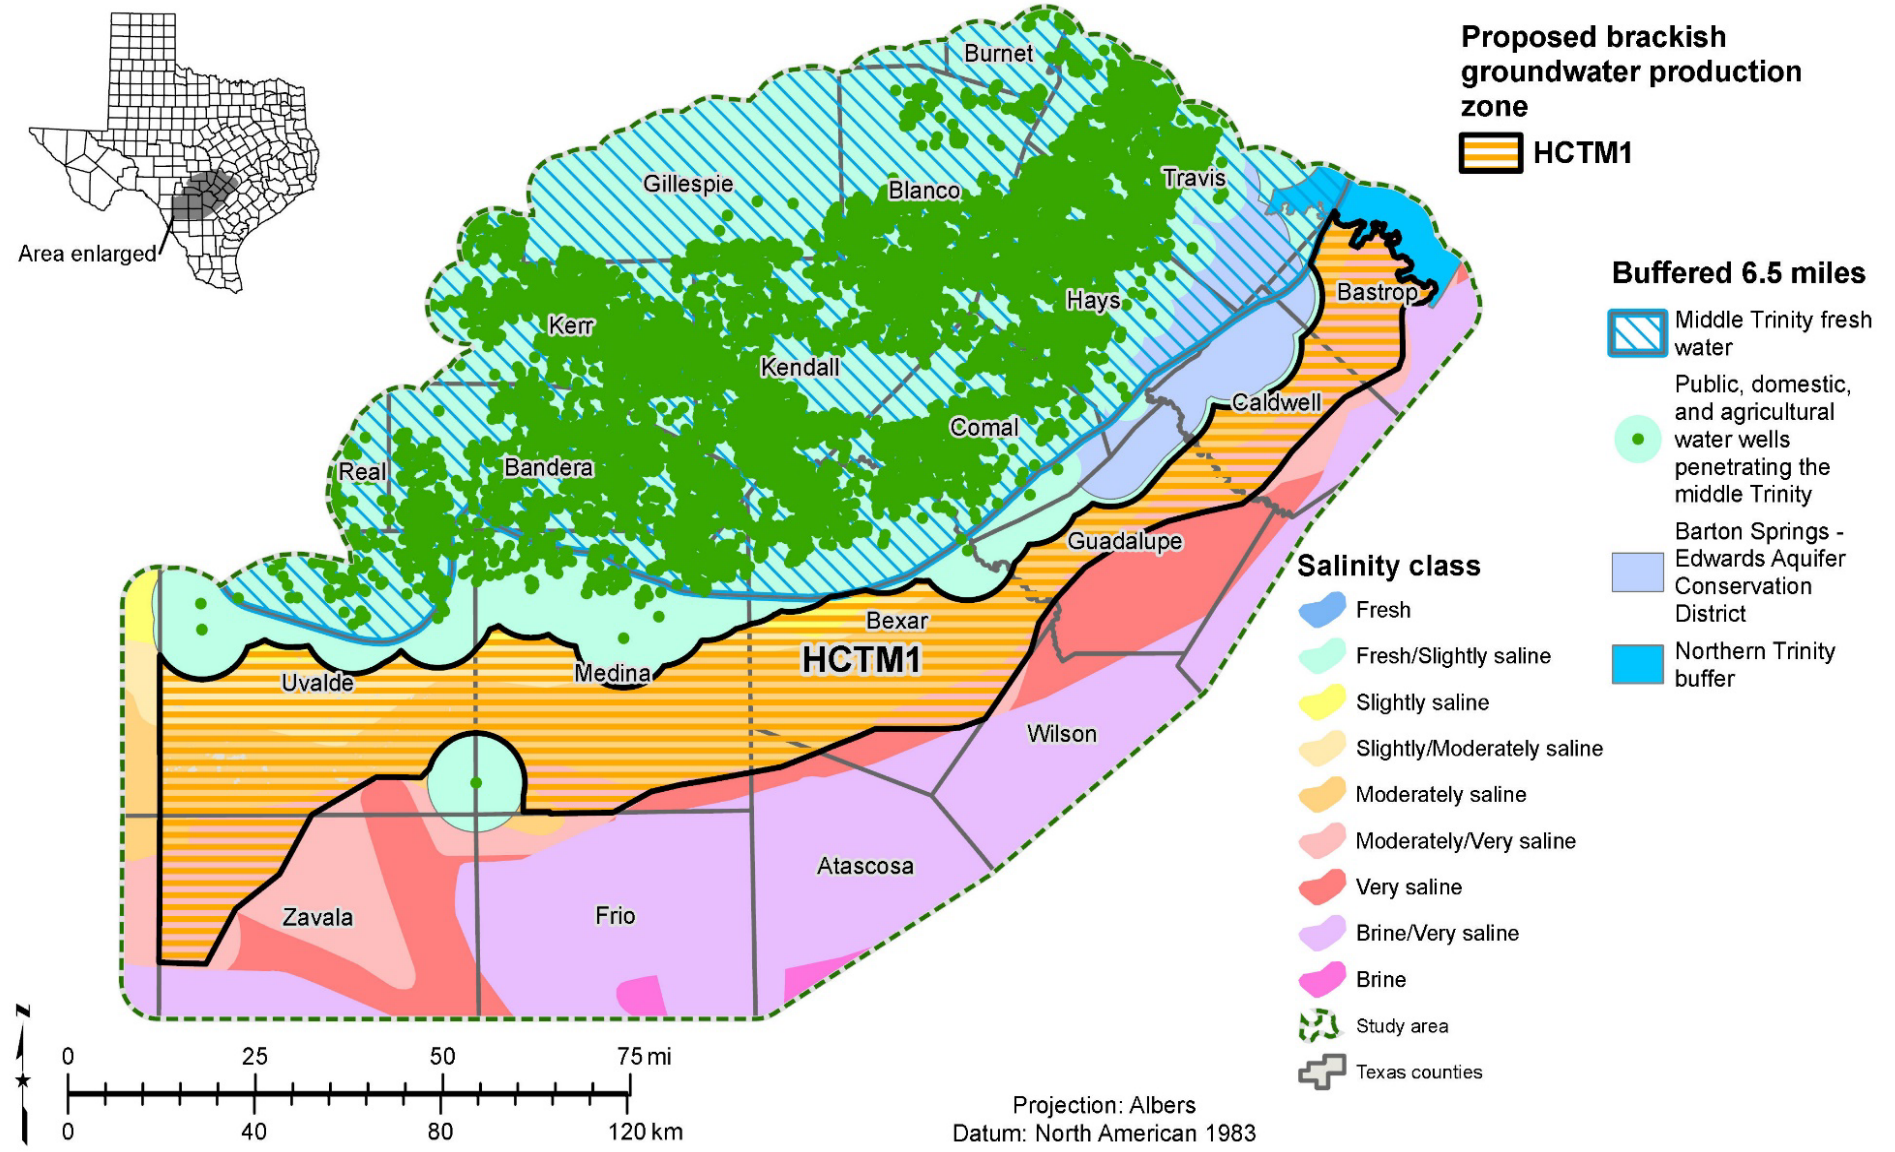 Area enlarged
Burnet
Gillespie
Blanco
Travis
Kerr
Hays
Bastrop
Kendall
Caldwell
Comal
Real
Bandera
Guadalupe
Bexar
HCTM1
Medina
Uvalde
Wilson
Atascosa
Zavala
Frio
Proposed brackish
groundwater production
zone
HCTM1
Buffered 6.5 miles
Middle Trinity fresh
water
Public, domestic,
and agricultural
water wells
penetrating the
middle Trinity
Barton Springs -
Edwards Aquifer
Conservation
District
Northern Trinity
buffer
Salinity class
Fresh
Fresh/Slightly saline
Slightly saline
Slightly/Moderately saline
Moderately saline
Moderately/Very saline
Very saline
Brine/Very saline
Brine
Study area
Texas counties
N
0 25 50 75 mi
0 40 80 120 km
Projection: Albers
Datum: North American 1983